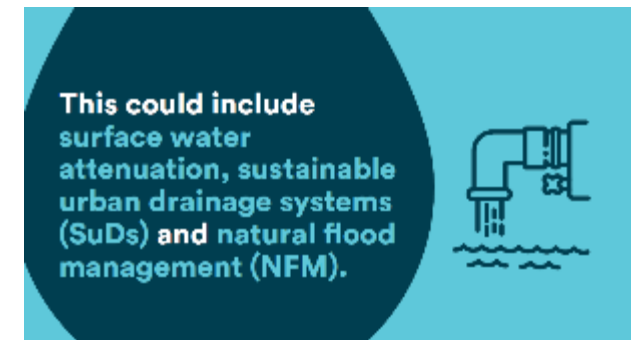 This could include
surface water
attenuation, sustainable
urban drainage systems
(SuDs) and natural flood
management (NFM).